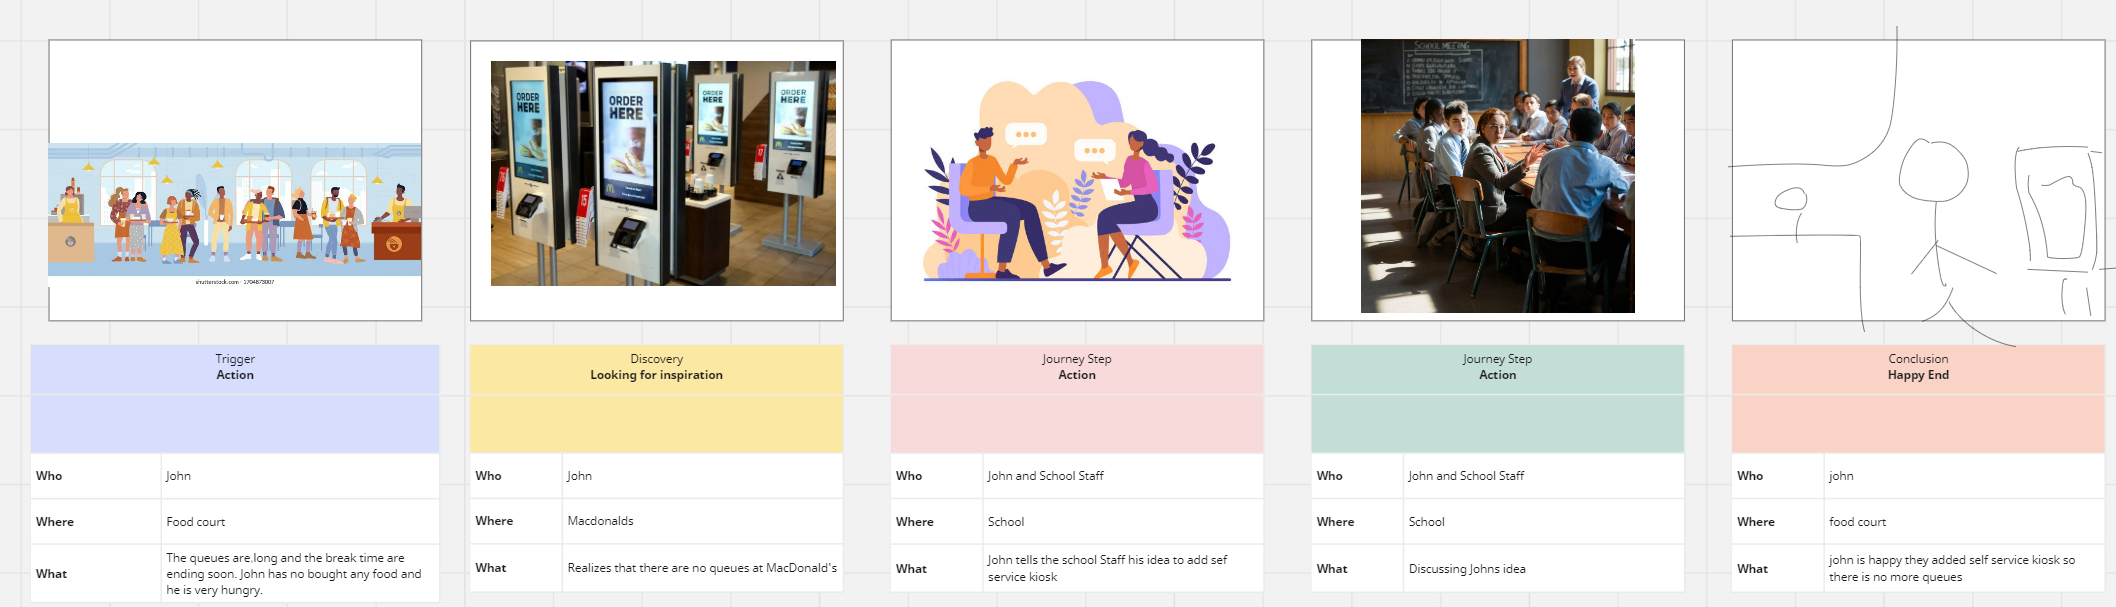 shutterstock.com · 1704873007
ORDER HERE
ORDER HERE
ORDER HERE
ORDER HERE
15
17
SCHOOL MEETING
Trigger
Action
Who
John
Where
Food court
What
The queues are,long and the break time are
ending soon. John has no bought any food and
he is very hungry.
Discovery
Looking for inspiration
Who
John
Where
Macdonalds
What
Realizes that there are no queues at MacDonald's
Journey Step
Action
Who
John and School Staff
Where
School
What
John tells the school Staff his idea to add sef
service kiosk
Journey Step
Action
Who
John and School Staff
Where
School
What
Discussing Johns idea
Conclusion
Happy End
Who
john
Where
food court
What
john is happy they added self service kiosk so
there is no more queues